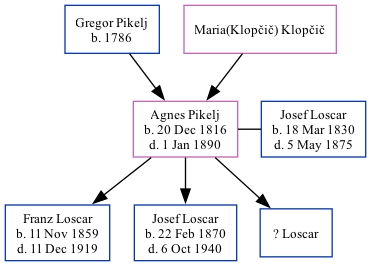 Gregor Pikelj
b. 1786
Maria(Klopčič) Klopčič
Agnes Pikelj
b. 20 Dec 1816
d. 1 Jan 1890
Josef Loscar
b. 18 Mar 1830
d. 5 May 1875
Franz Loscar
b. 11 Nov 1859
d. 11 Dec 1919
Josef Loscar
b. 22 Feb 1870
d. 6 Oct 1940
? Loscar